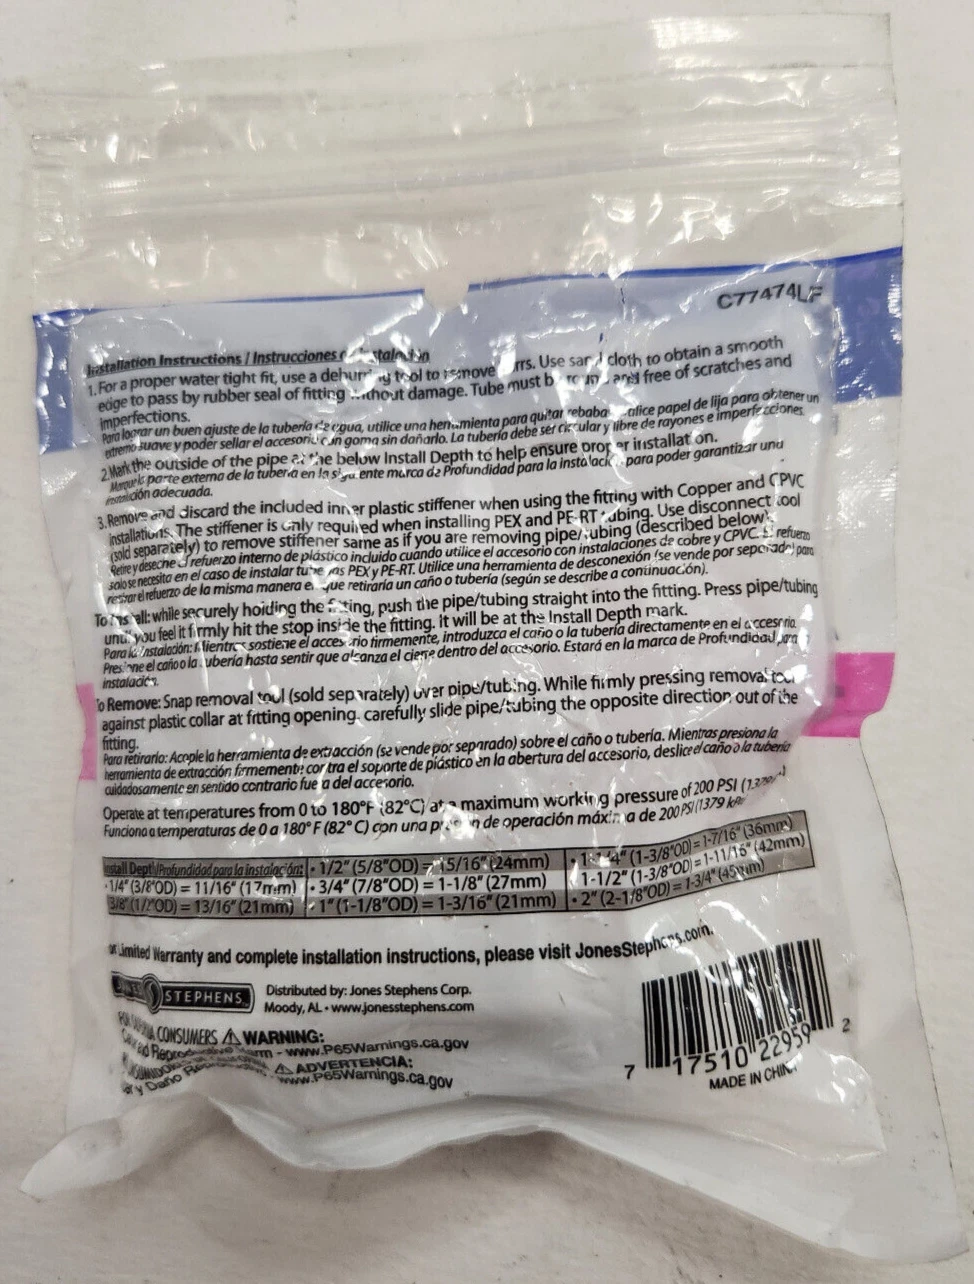 C77474LF
Installation Instructions / Instrucciones
1. For a proper water tight fit, use a deburring tool to remove Use sand cloth to obtain a smooth
edge to pass by rubber seal of fitting without damage. Tube must be round and free of scratches and
imperfections.
Para lograr un buen ajuste de la tubería de agua, utilice una herramienta para quitar papel de lija para obtener un
extremo suave y poder sellar el accesorio con goma sin dañarlo. La tubería debe ser circular y libre de rayones e imperfecciones.
2. Mark the outside of the pipe at the below Install Depth to help ensure proper installation.
Marque la parte externa de la tubería en la siguiente marca de Profundidad para la para poder garantizar una
instalación adecuada.
3. Remove and discard the included inner plastic stiffener when using the fitting with Copper and CPVC
installations. The stiffener is only required when installing PEX and PE-RT tubing. Use disconnect tool
(sold separately) to remove stiffener same as if you are removing pipe/tubing (described below).
Retire y deseche el refuerzo interno de plástico incluido cuando utilice el accesorio con instalaciones de cobre y CPVC. El refuerzo
solo se necesita en el caso de instalar PEX y PE-RT. Utilice una herramienta de desconexión (se vende por separado) para
retirar el refuerzo de la misma manera en que retiraría un caño o tubería (según se describe a continuación).
To Install: while securely holding the fitting, push the pipe/tubing straight into the fitting. Press pipe/tubing
until you feel it firmly hit the stop inside the fitting. It will be at the Install Depth mark.
Para la instalación: Mientras sostiene el accesorio firmemente, introduzca el caño o la tubería directamente en el accesorio.
Presione el caño o la tubería hasta sentir que alcanza el cierre dentro del accesorio. Estará en la marca de Profundidad para
instalación.
To Remove: Snap removal tool (sold separately) over pipe/tubing. While firmly pressing removal tool
against plastic collar at fitting opening. carefully slide pipe/tubing the opposite direction out of the
fitting.
Para retirarlo: Acople la herramienta de extracción (se vende por separado) sobre el caño o tubería. Mientras presiona la
herramienta de extracción firmemente contra el soporte de plástico en la abertura del accesorio, deslice el caño o la tubería
cuidadosamente en sentido contrario fuera del accesorio.
Operate at temperatures from 0 to 180°F (82°C) at a maximum working pressure of 200 PSI
Funciona a temperaturas de 0 a 180° F (82° C) con una presión de operación máxima de 200 PSI (1379 kPa)
Install Depth/Profundidad para la instalación: • 1/2" (5/8"OD) = 15/16" (24mm) • 1-1/4" (1-3/8"OD) = 1-7/16" (36mm)
• 1/4" (3/8"OD) = 11/16" (17mm) • 3/4" (7/8"OD) = 1-1/8" (27mm) 1-1/2" (1-3/8"OD) = 1-11/16" (42mm)
3/8" (1/2"OD) = 13/16" (21mm) • 1" (1-1/8"OD) = 1-3/16" (21mm) • 2" (2-1/8"OD) = 1-3/4" (45mm)
Limited Warranty and complete installation instructions, please visit JonesStephens.com.
JONES STEPHENS
Distributed by: Jones Stephens Corp.
Moody, AL • www.jonesstephens.com
CONSUMERS ⚠ WARNING:
Reproductive Harm - www.P65Warnings.ca.gov
⚠ ADVERTENCIA:
y Daño - www.P65Warnings.ca.gov
7 17510 22959 2
MADE IN CHINA